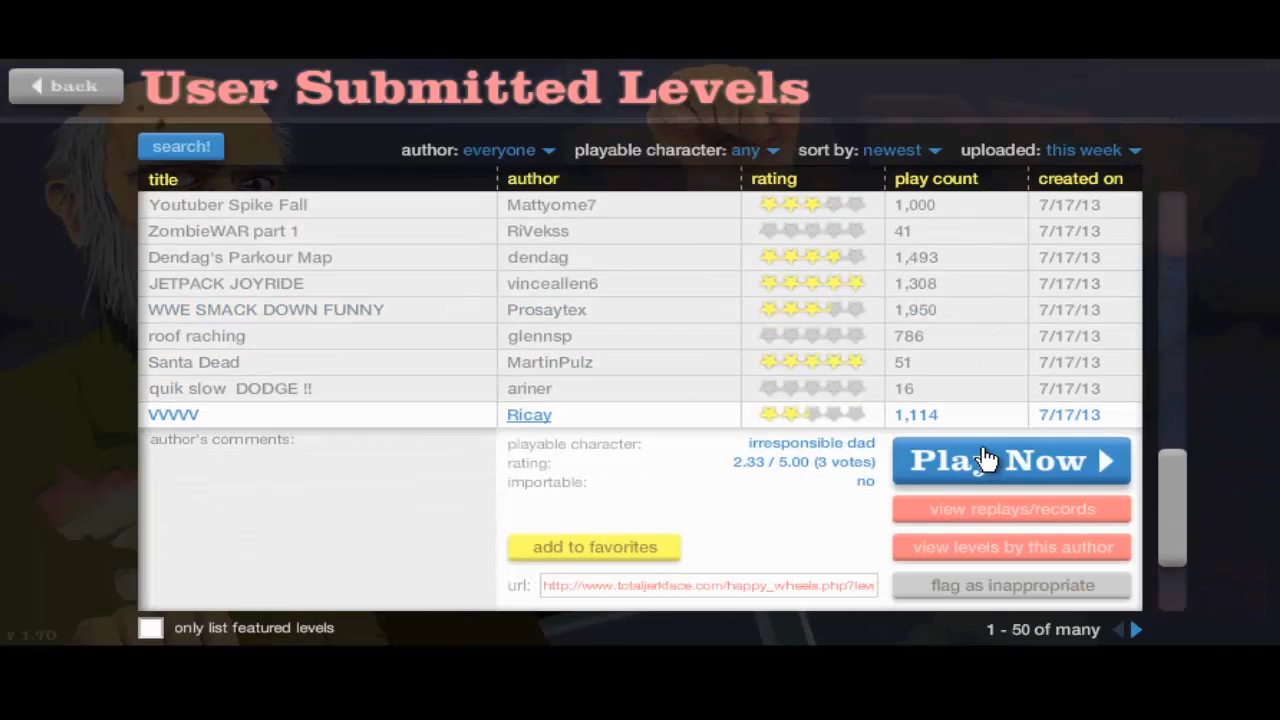 back
User Submitted Levels
search!
author: everyone playable character: any sort by: newest uploaded: this week
title author rating play count created on
Youtuber Spike Fall Mattyome7 1,000 7/17/13
ZombieWAR part 1 RiVekss 41 7/17/13
Dendag's Parkour Map dendag 1,493 7/17/13
JETPACK JOYRIDE vinceallen6 1,308 7/17/13
WWE SMACK DOWN FUNNY Prosaytex 1,950 7/17/13
roof raching glennsp 786 7/17/13
Santa Dead MartinPulz 51 7/17/13
quik slow DODGE !! ariner 16 7/17/13
VVVVV Ricay 1,114 7/17/13
author's comments:
playable character: irresponsible dad
rating: 2.33 / 5.00 (3 votes)
importable: no
Play Now
view replays/records
add to favorites
view levels by this author
url: http://www.totaljerkface.com/happy_wheels.php?lev
flag as inappropriate
only list featured levels
1 - 50 of many
v 1.70